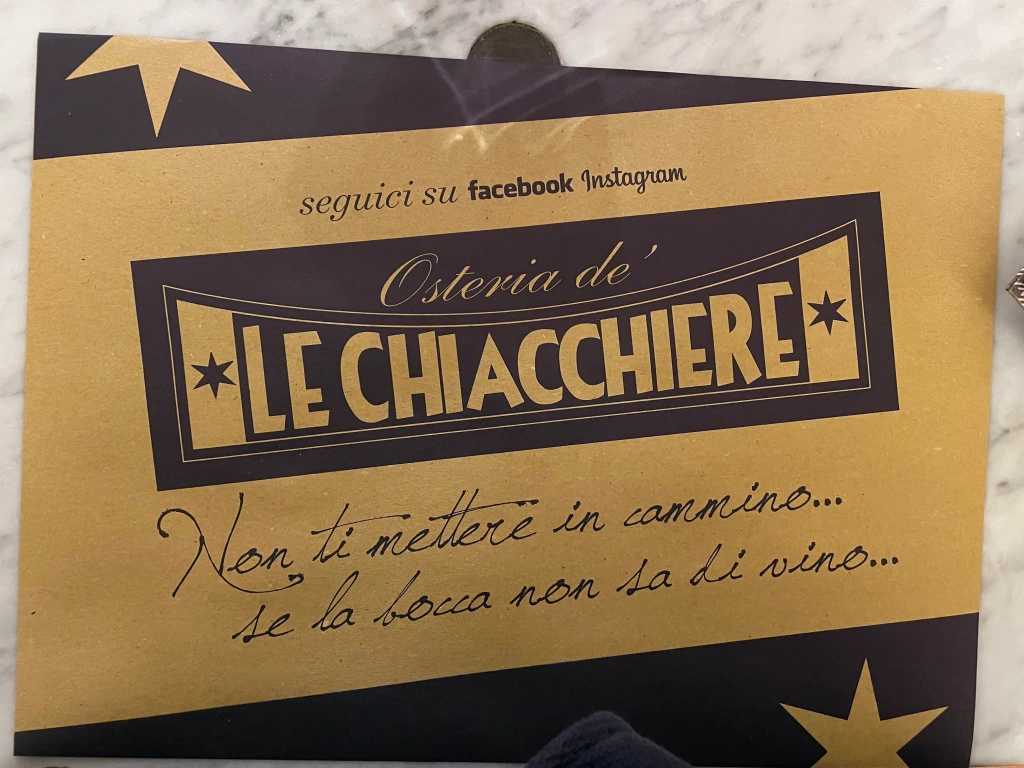 seguici su facebook Instagram
Osteria de'
LE CHIACCHIERE
Non ti mettere in cammino...
se la bocca non sa di vino...